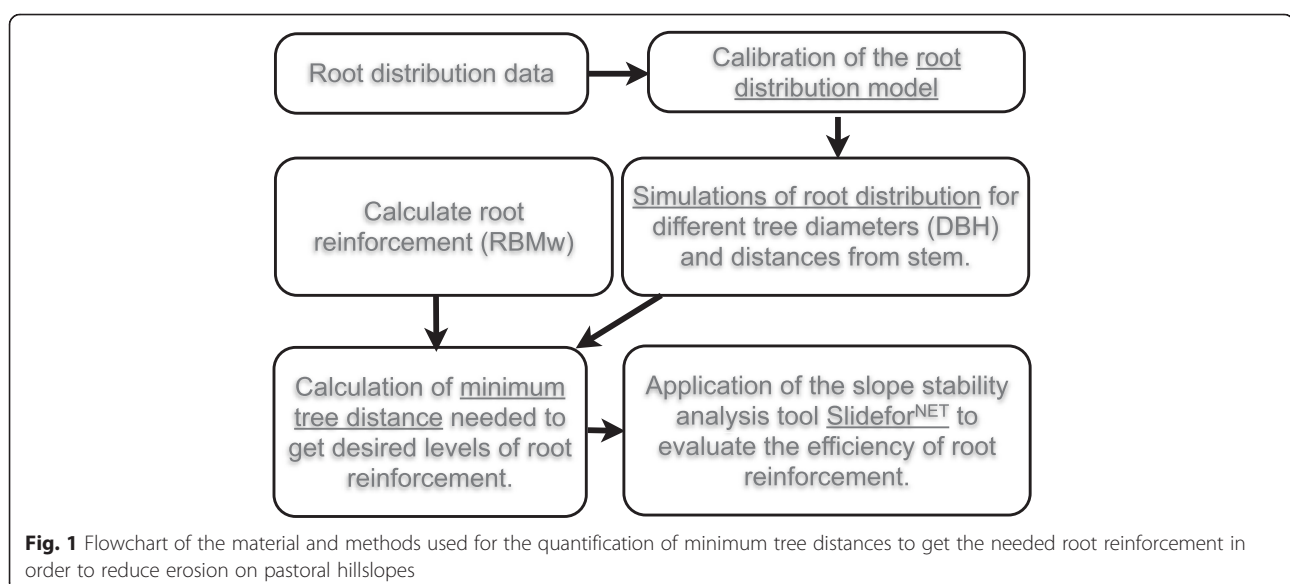 Root distribution data
Calibration of the root
distribution model
Calculate root
reinforcement (RBMw)
Simulations of root distribution for
different tree diameters (DBH)
and distances from stem.
Calculation of minimum
tree distance needed to
get desired levels of root
reinforcement.
Application of the slope stability
analysis tool SlideforNET to
evaluate the efficiency of root
reinforcement.
Fig. 1 Flowchart of the material and methods used for the quantification of minimum tree distances to get the needed root reinforcement in
order to reduce erosion on pastoral hillslopes